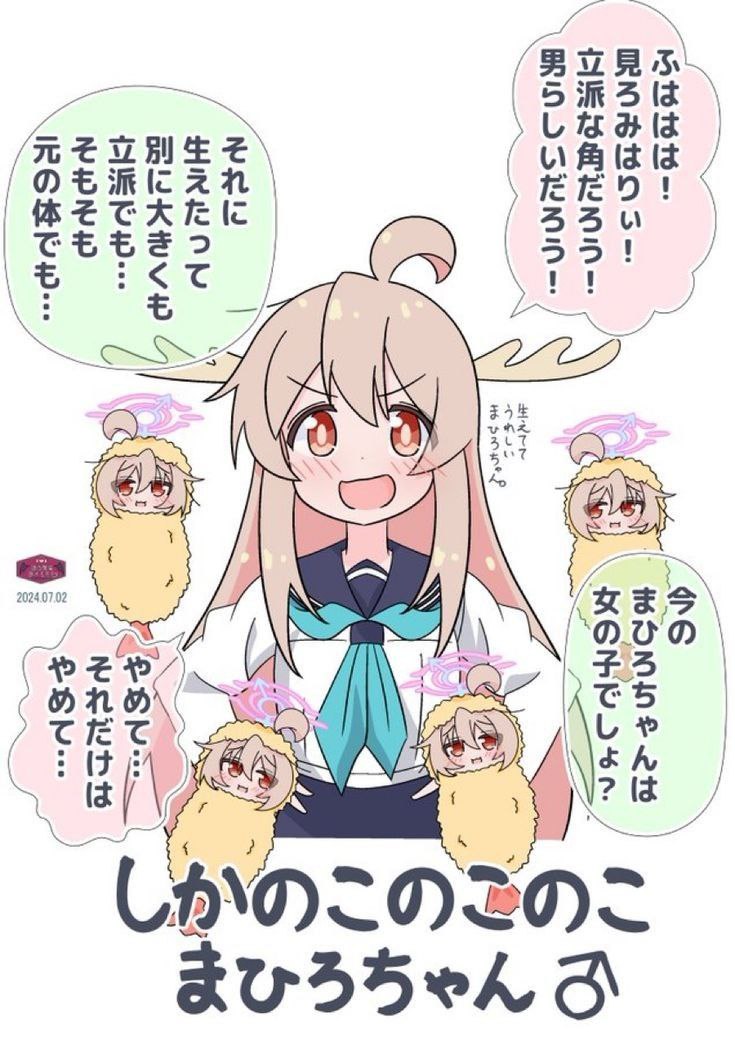 ふははは!
見ろみはりぃ!
立派な角だろう!
男らしいだろう!
それに
生えたって
別に大きくも
立派でも…
そもそも
元の体でも…
生えてて
うれしい
まひろちゃん。
今の
まひろちゃんは
女の子でしょ?
やめて…
それだけは
やめて…
2024.07.02
しかのこのこのこ
まひろちゃん♂